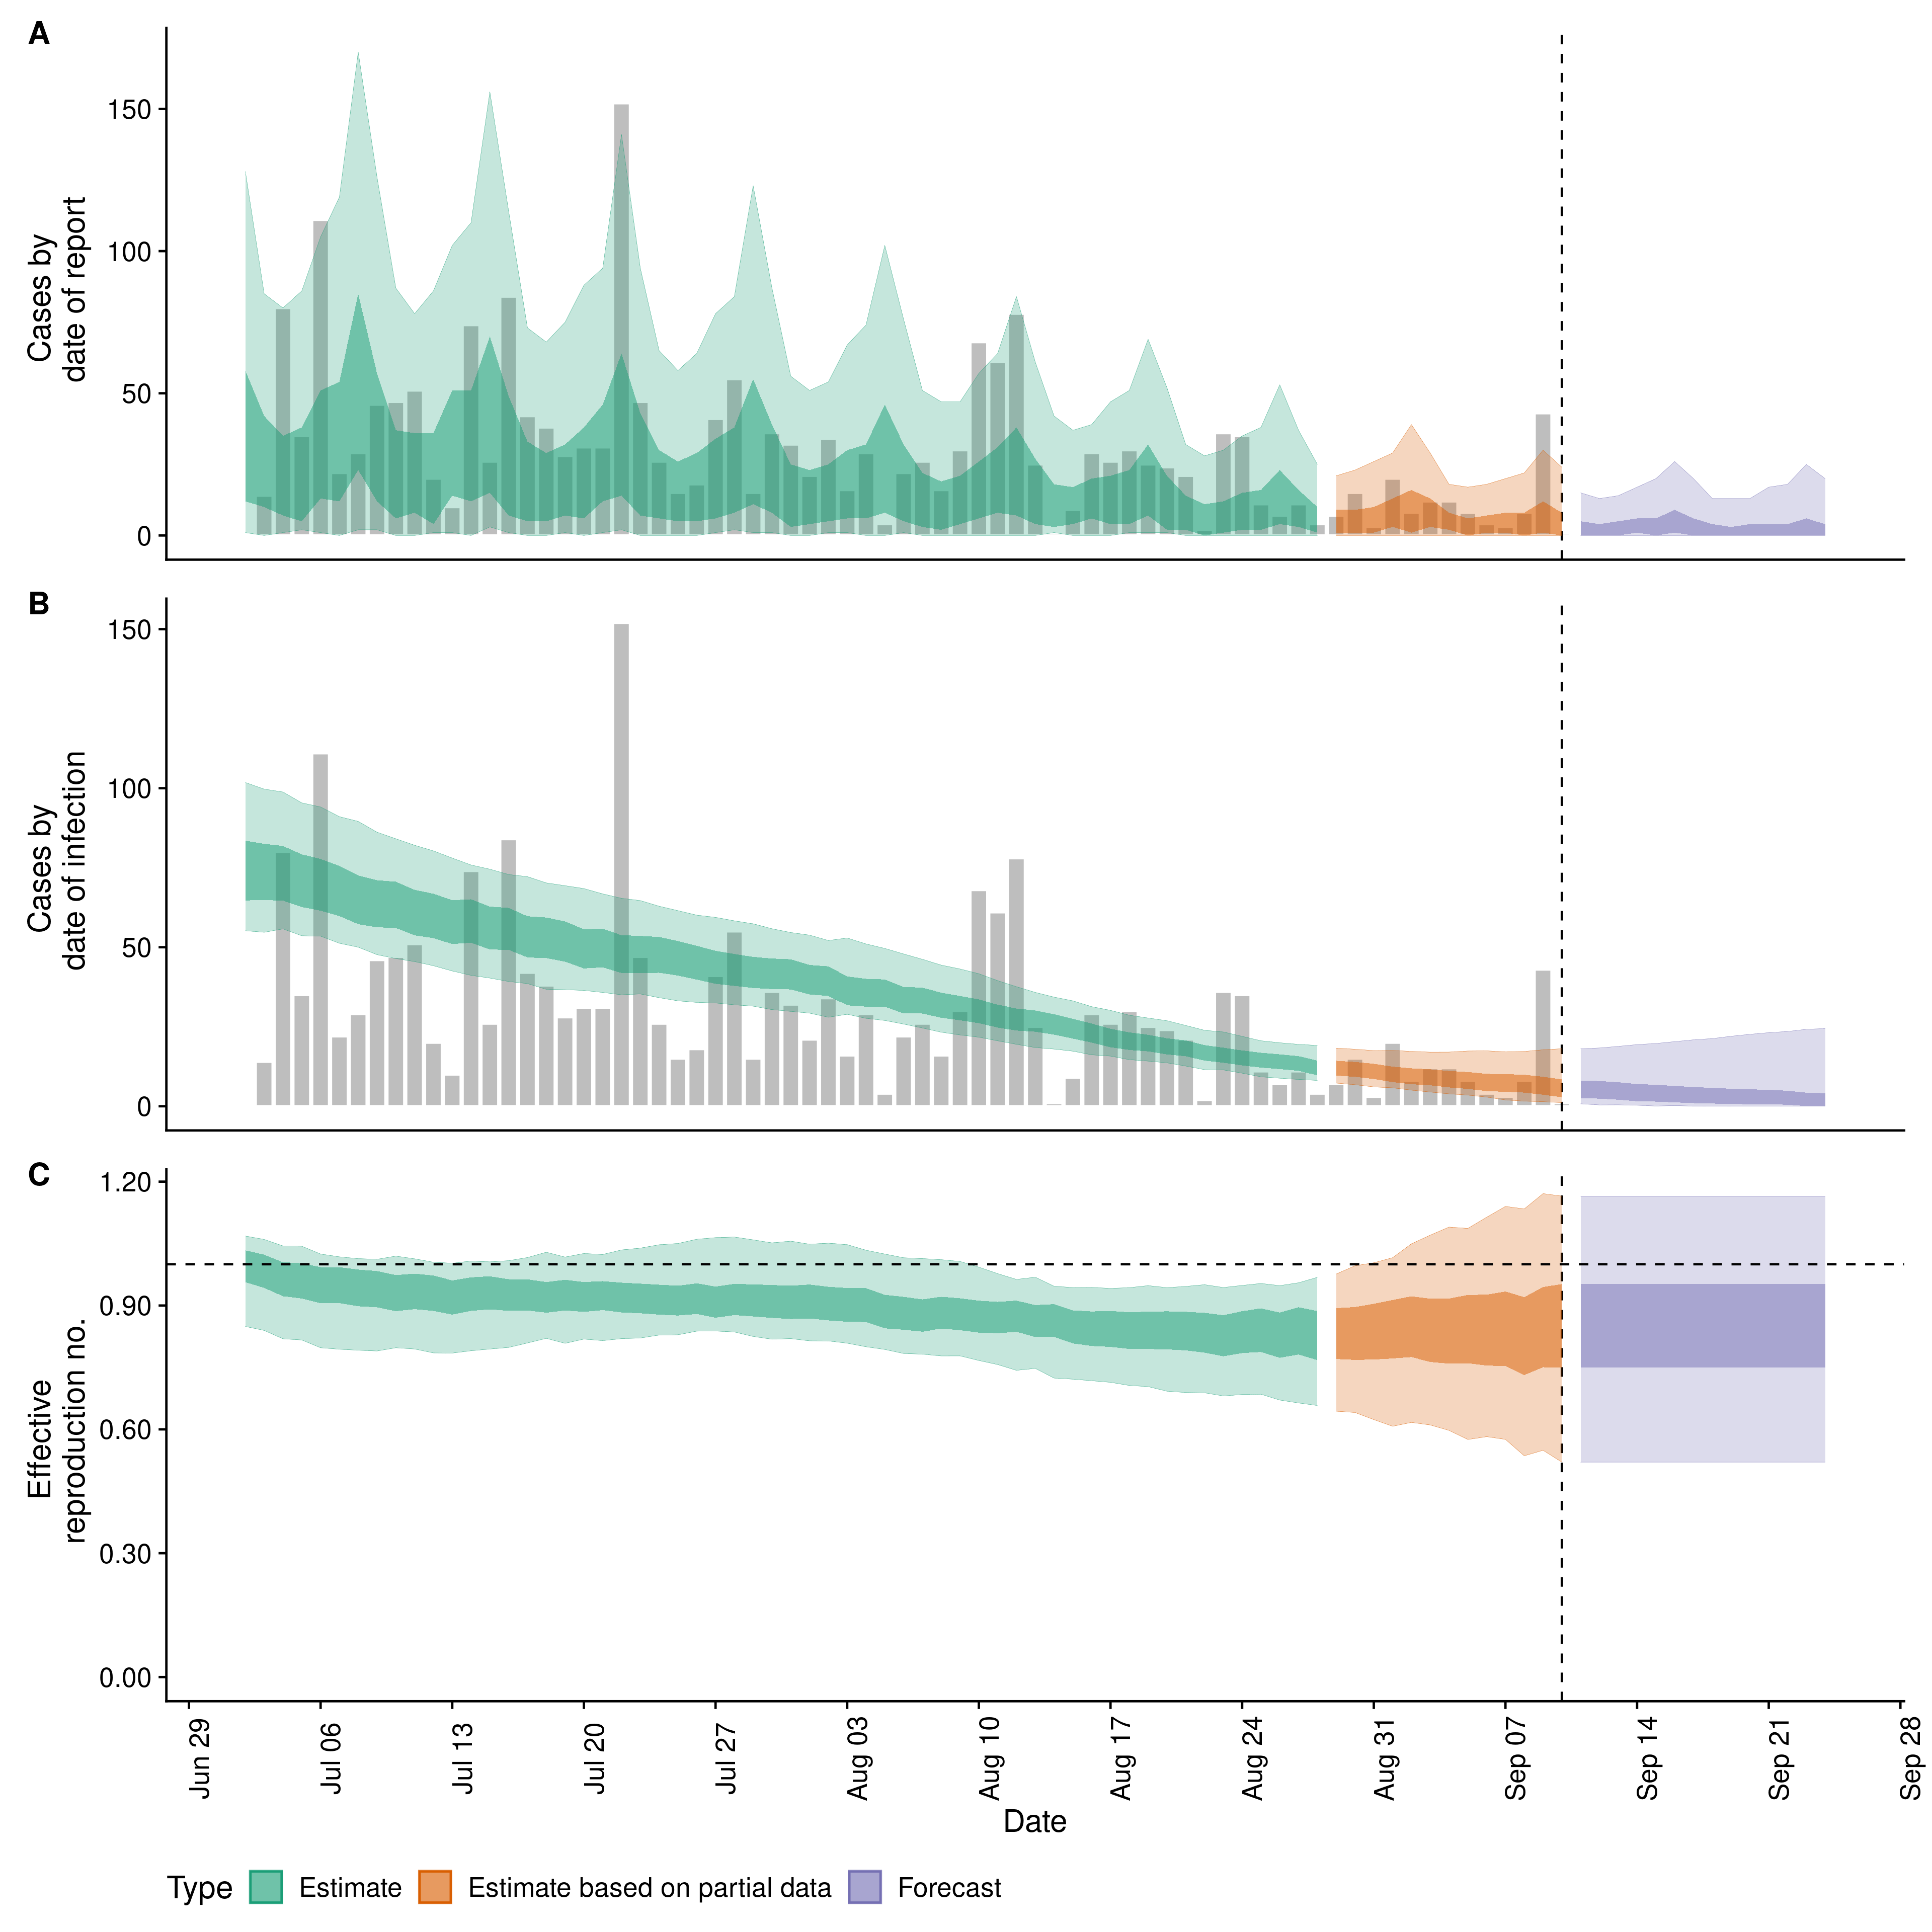 A
Cases by
date of report
150
100
50
0
B
Cases by
date of infection
150
100
50
0
C
Effective
reproduction no.
1.20
0.90
0.60
0.30
0.00
Jun 29
Jul 06
Jul 13
Jul 20
Jul 27
Aug 03
Aug 10
Aug 17
Aug 24
Aug 31
Sep 07
Sep 14
Sep 21
Sep 28
Date
Type Estimate Estimate based on partial data Forecast